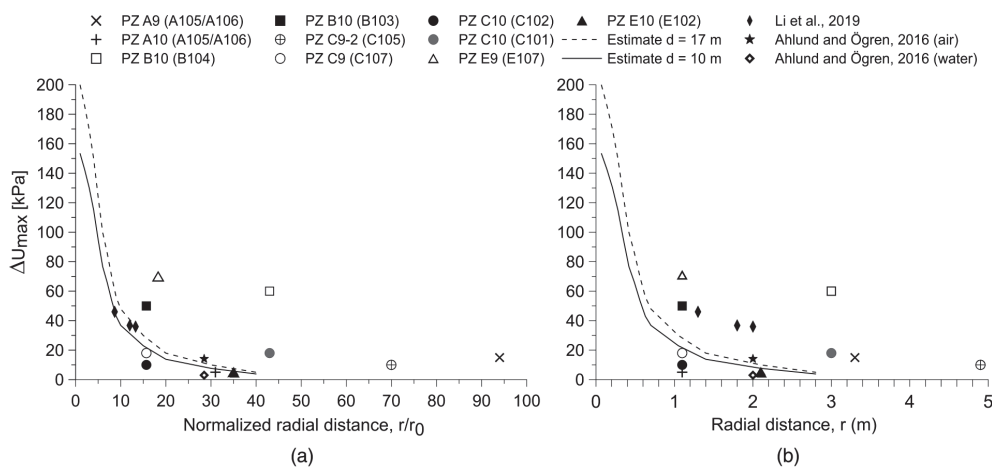 PZ A9 (A105/A106) PZ B10 (B103) PZ C10 (C102) PZ E10 (E102) Li et al., 2019
PZ A10 (A105/A106) PZ C9-2 (C105) PZ C10 (C101) Estimate d = 17 m Ahlund and Ögren, 2016 (air)
PZ B10 (B104) PZ C9 (C107) PZ E9 (E107) Estimate d = 10 m Ahlund and Ögren, 2016 (water)
ΔUmax [kPa]
200
180
160
140
120
100
80
60
40
20
0
0 10 20 30 40 50 60 70 80 90 100
Normalized radial distance, r/r0
(a)
200
180
160
140
120
100
80
60
40
20
0
0 1 2 3 4 5
Radial distance, r (m)
(b)